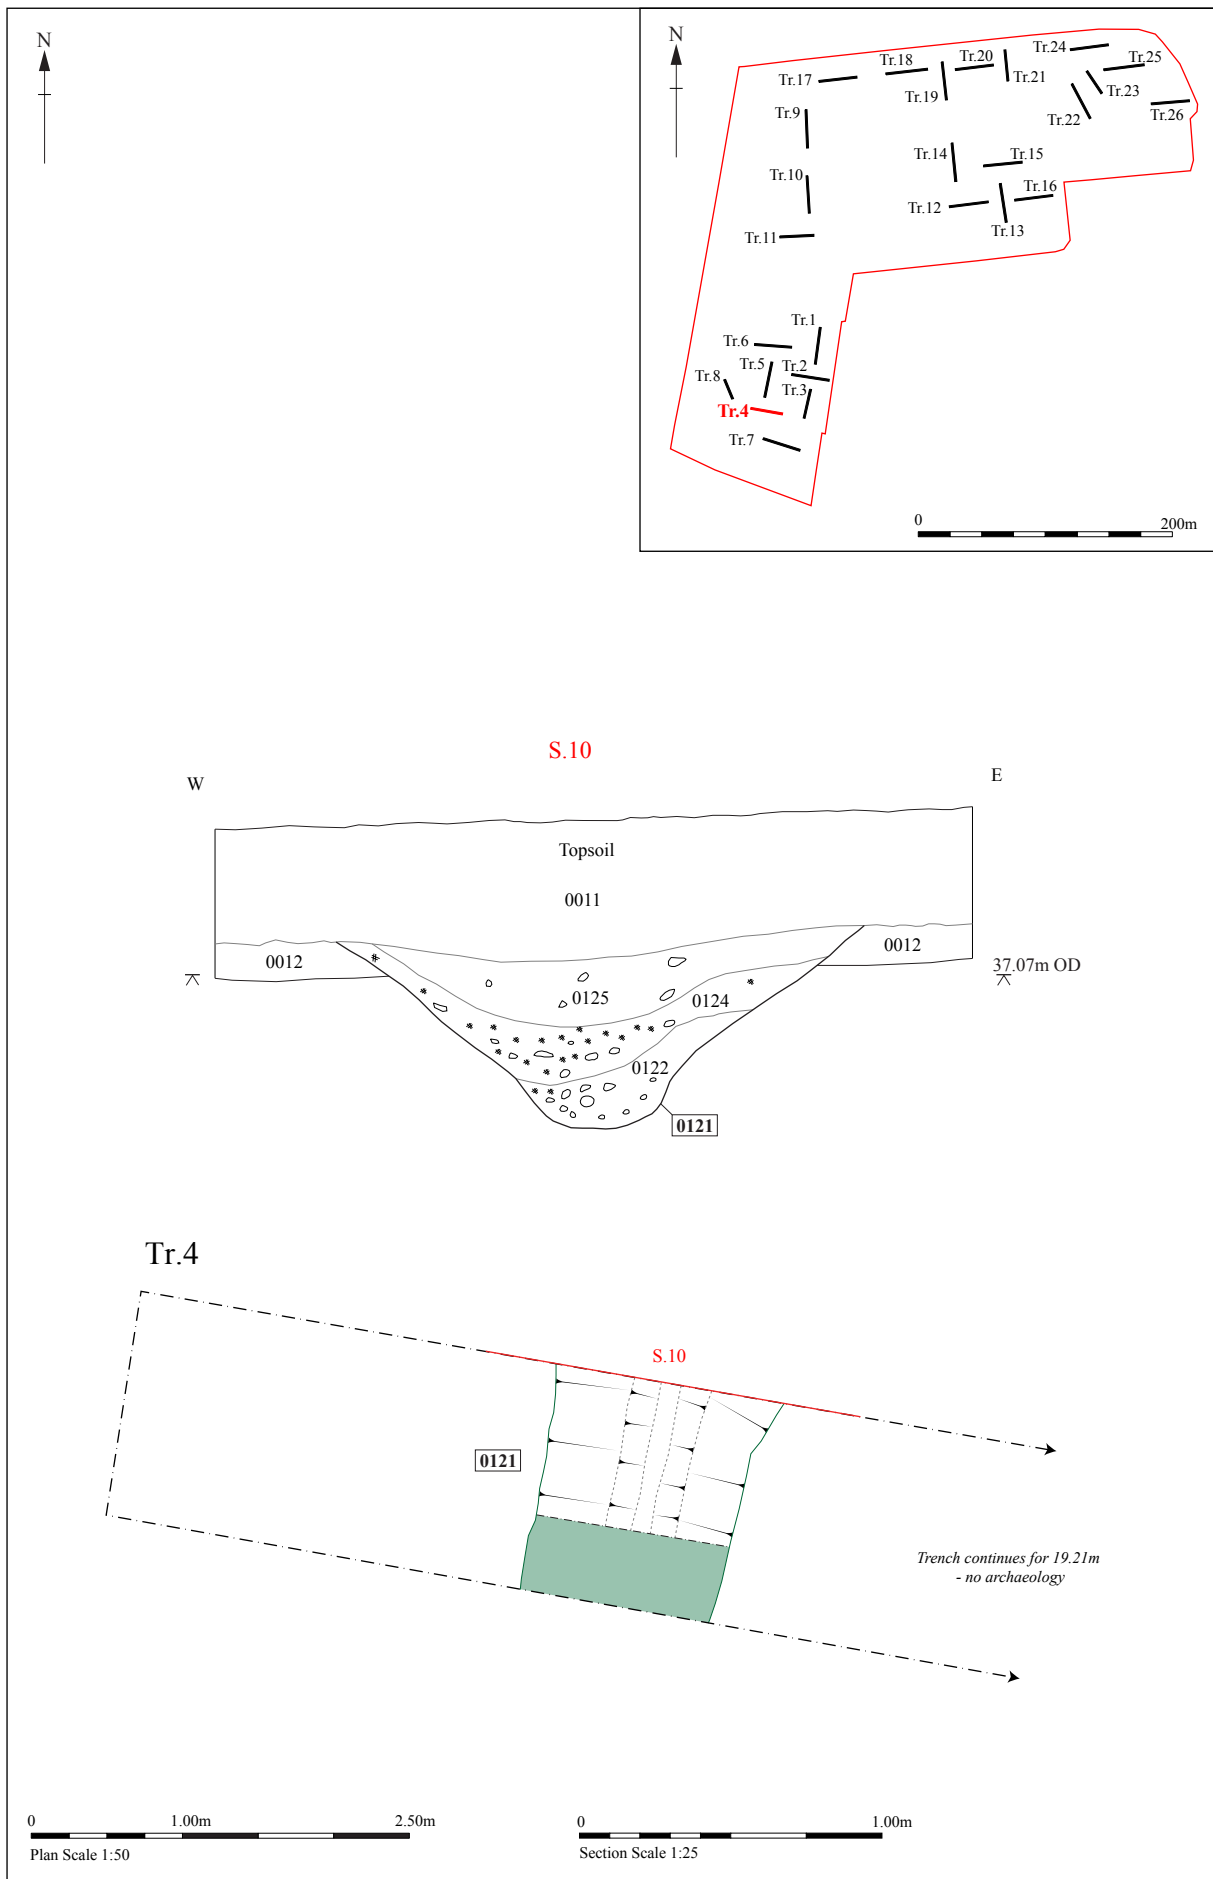 N
N
Tr.24
Tr.18
Tr.20
Tr.25
Tr.17
Tr.21
Tr.19
Tr.23
Tr.9
Tr.22
Tr.26
Tr.14
Tr.15
Tr.10
Tr.16
Tr.12
Tr.13
Tr.11
Tr.1
Tr.6
Tr.5
Tr.2
Tr.8
Tr.3
Tr.4
Tr.7
0
200m
S.10
W
E
Topsoil
0011
0012
0012
37.07m OD
0125
0124
0122
0121
Tr.4
S.10
0121
Trench continues for 19.21m
- no archaeology
0 1.00m 2.50m
Plan Scale 1:50
0 1.00m
Section Scale 1:25